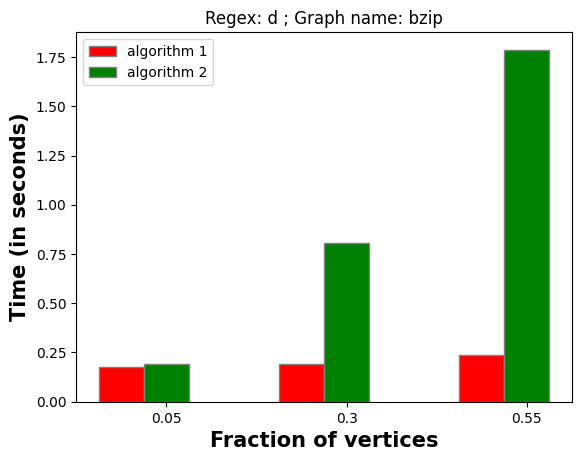 Regex: d ; Graph name: bzip
algorithm 1
algorithm 2
1.75
1.50
1.25
1.00
0.75
0.50
0.25
0.00
Time (in seconds)
0.05 0.3 0.55
Fraction of vertices